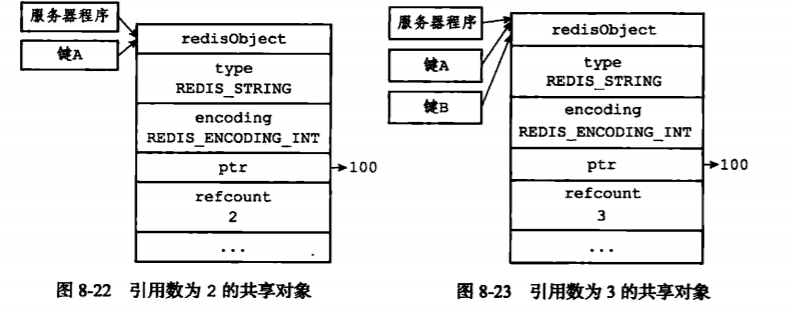 服务器程序
键A
redisObject
type
REDIS_STRING
encoding
REDIS_ENCODING_INT
ptr
100
refcount
2
...
图 8-22 引用数为 2 的共享对象
服务器程序
键A
键B
redisObject
type
REDIS_STRING
encoding
REDIS_ENCODING_INT
ptr
100
refcount
3
...
图 8-23 引用数为 3 的共享对象